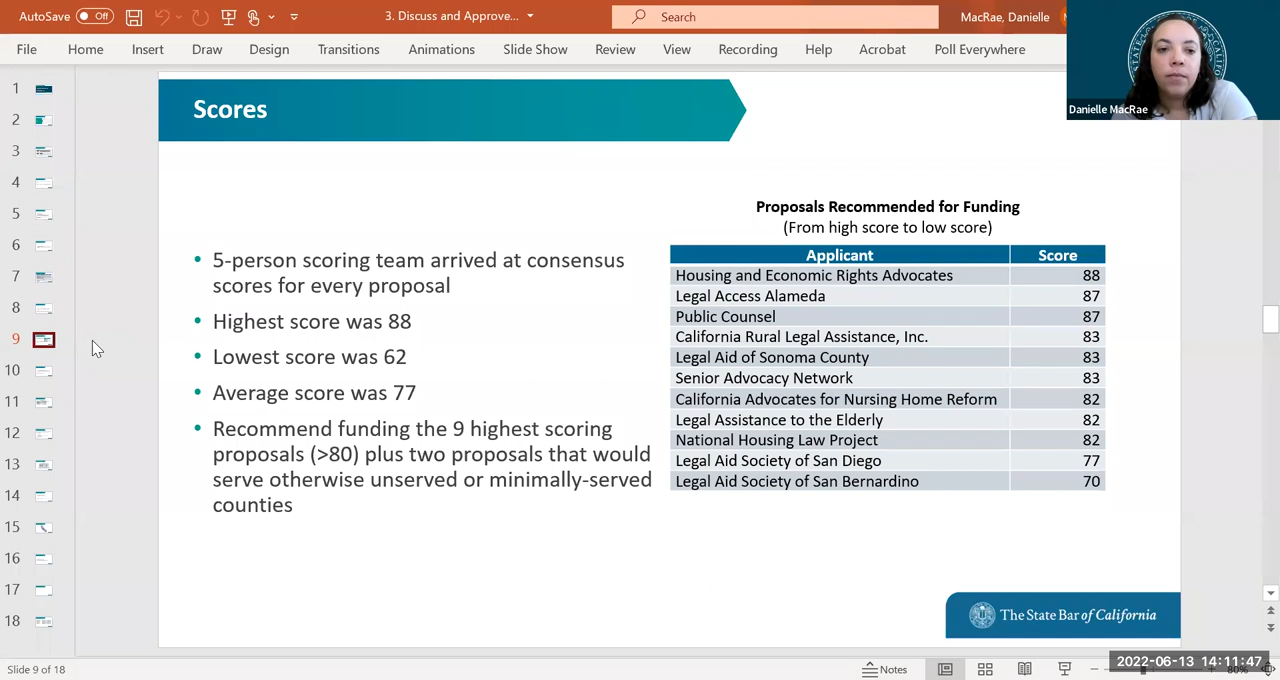 AutoSave Off 3. Discuss and Approve... Search MacRae, Danielle
File Home Insert Draw Design Transitions Animations Slide Show Review View Recording Help Acrobat Poll Everywhere
Danielle MacRae
1
2
3
4
5
6
7
8
9
10
11
12
13
14
15
16
17
18
Scores
• 5-person scoring team arrived at consensus
scores for every proposal
• Highest score was 88
• Lowest score was 62
• Average score was 77
• Recommend funding the 9 highest scoring
proposals (>80) plus two proposals that would
serve otherwise unserved or minimally-served
counties
Proposals Recommended for Funding
(From high score to low score)
Applicant Score
Housing and Economic Rights Advocates 88
Legal Access Alameda 87
Public Counsel 87
California Rural Legal Assistance, Inc. 83
Legal Aid of Sonoma County 83
Senior Advocacy Network 83
California Advocates for Nursing Home Reform 82
Legal Assistance to the Elderly 82
National Housing Law Project 82
Legal Aid Society of San Diego 77
Legal Aid Society of San Bernardino 70
The State Bar of California
Slide 9 of 18 Notes 80%
2022-06-13 14:11:47